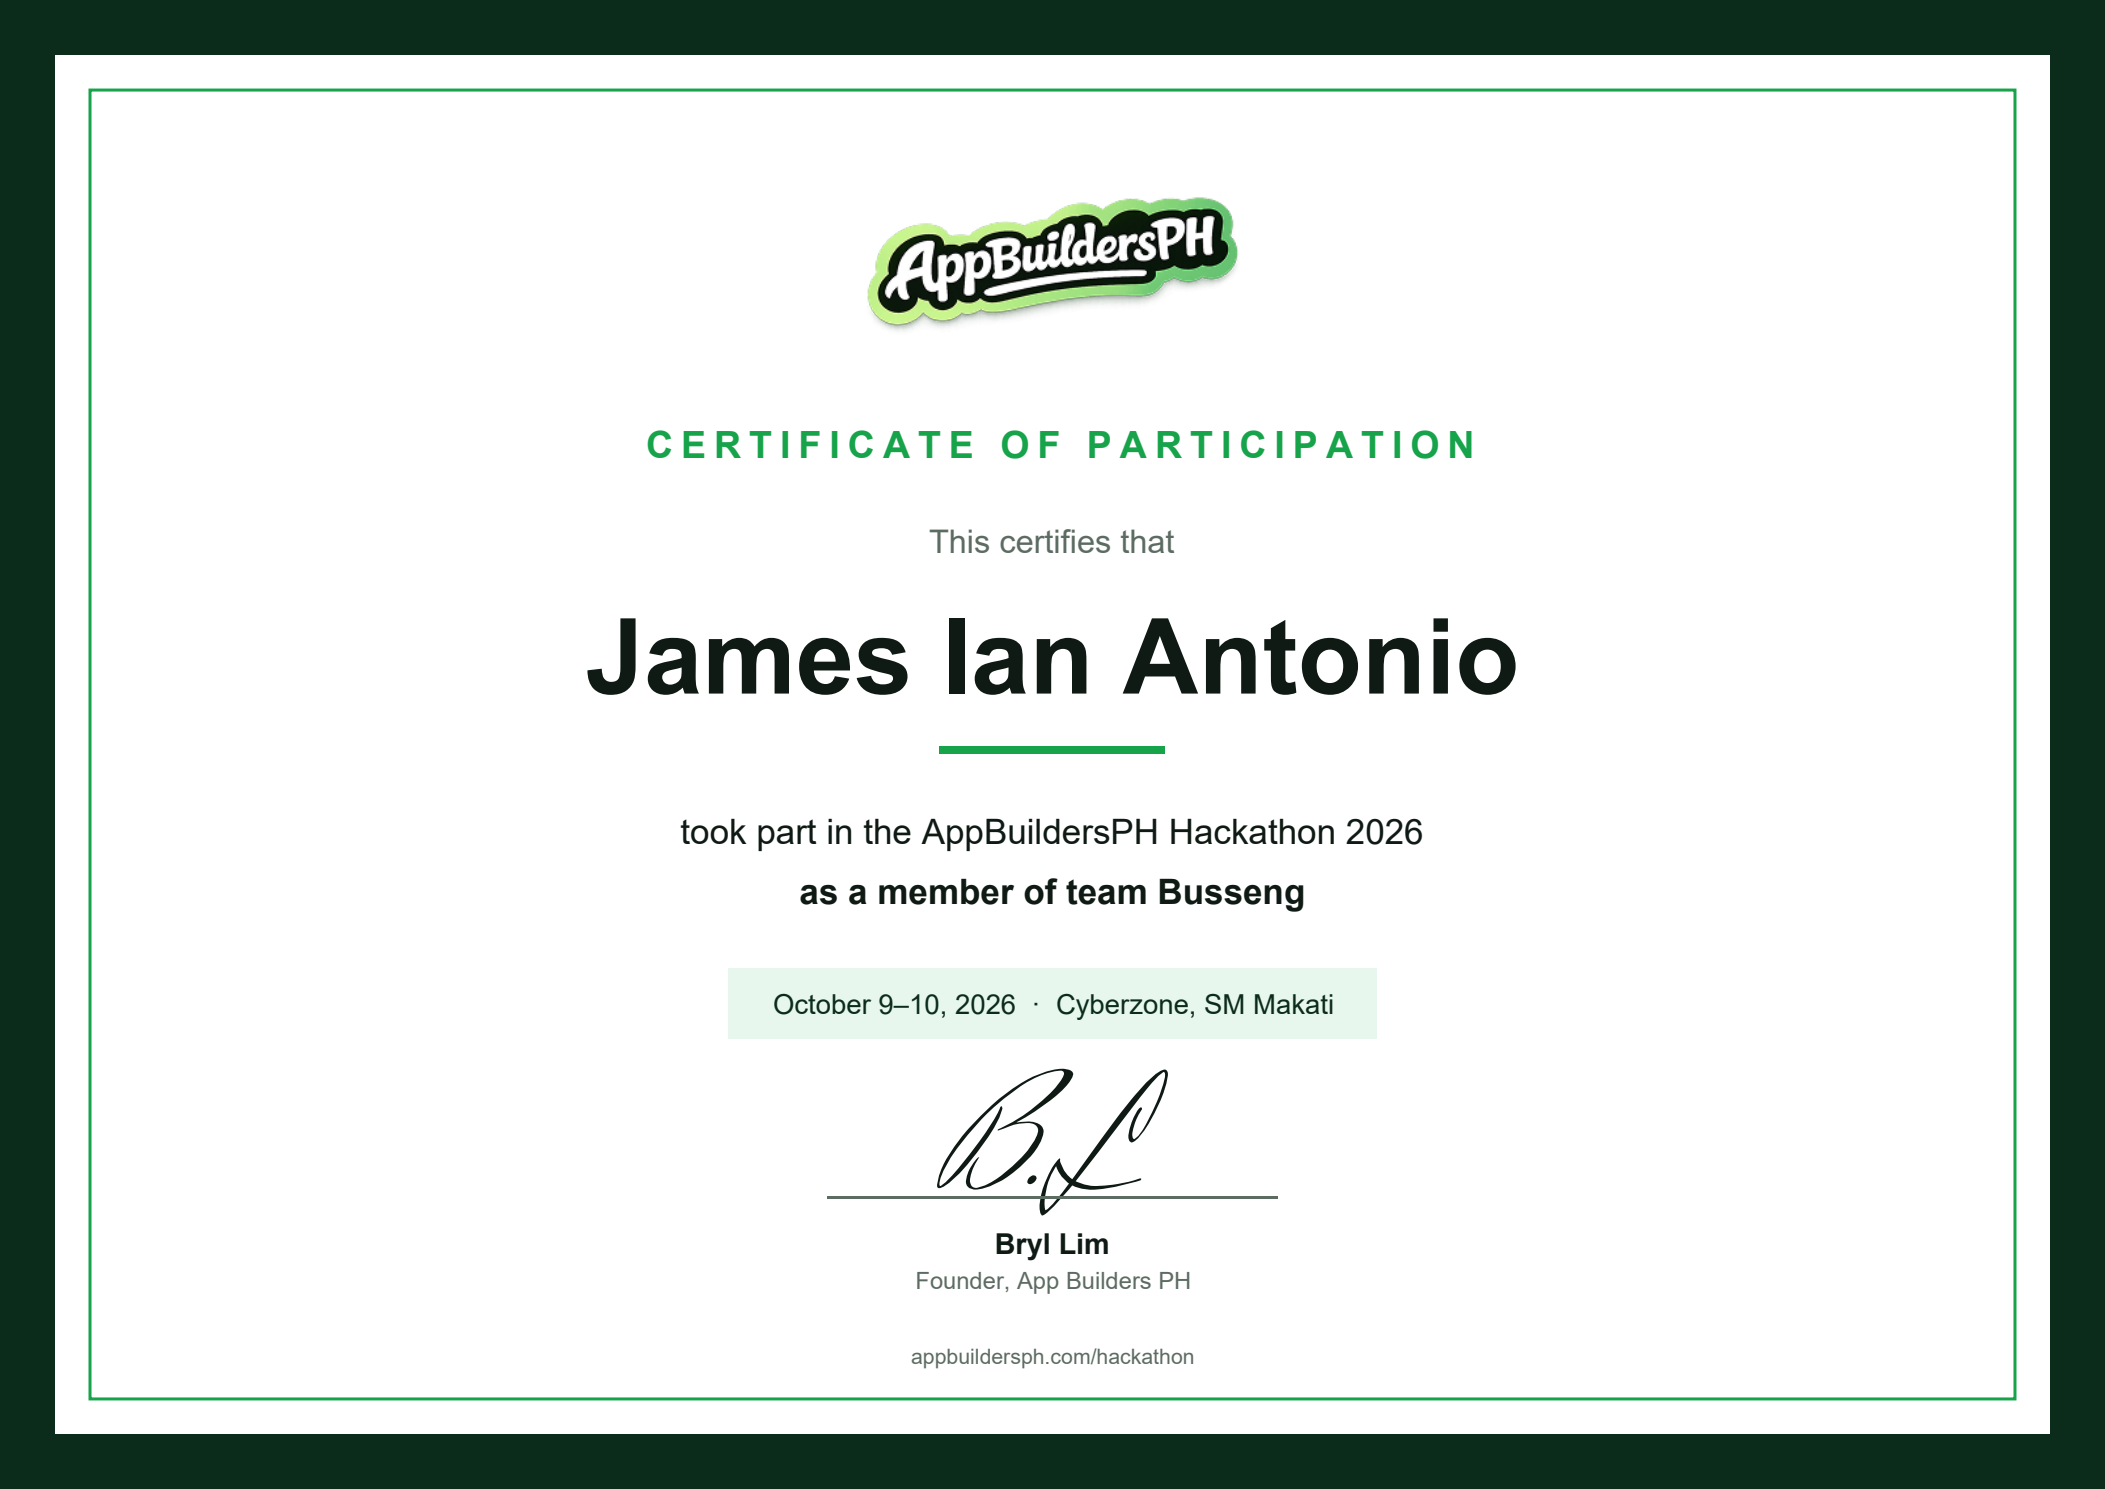 AppBuildersPH
CERTIFICATE OF PARTICIPATION
This certifies that
James Ian Antonio
took part in the AppBuildersPH Hackathon 2026
as a member of team Busseng
October 9–10, 2026 · Cyberzone, SM Makati
B.L
Bryl Lim
Founder, App Builders PH
appbuildersph.com/hackathon